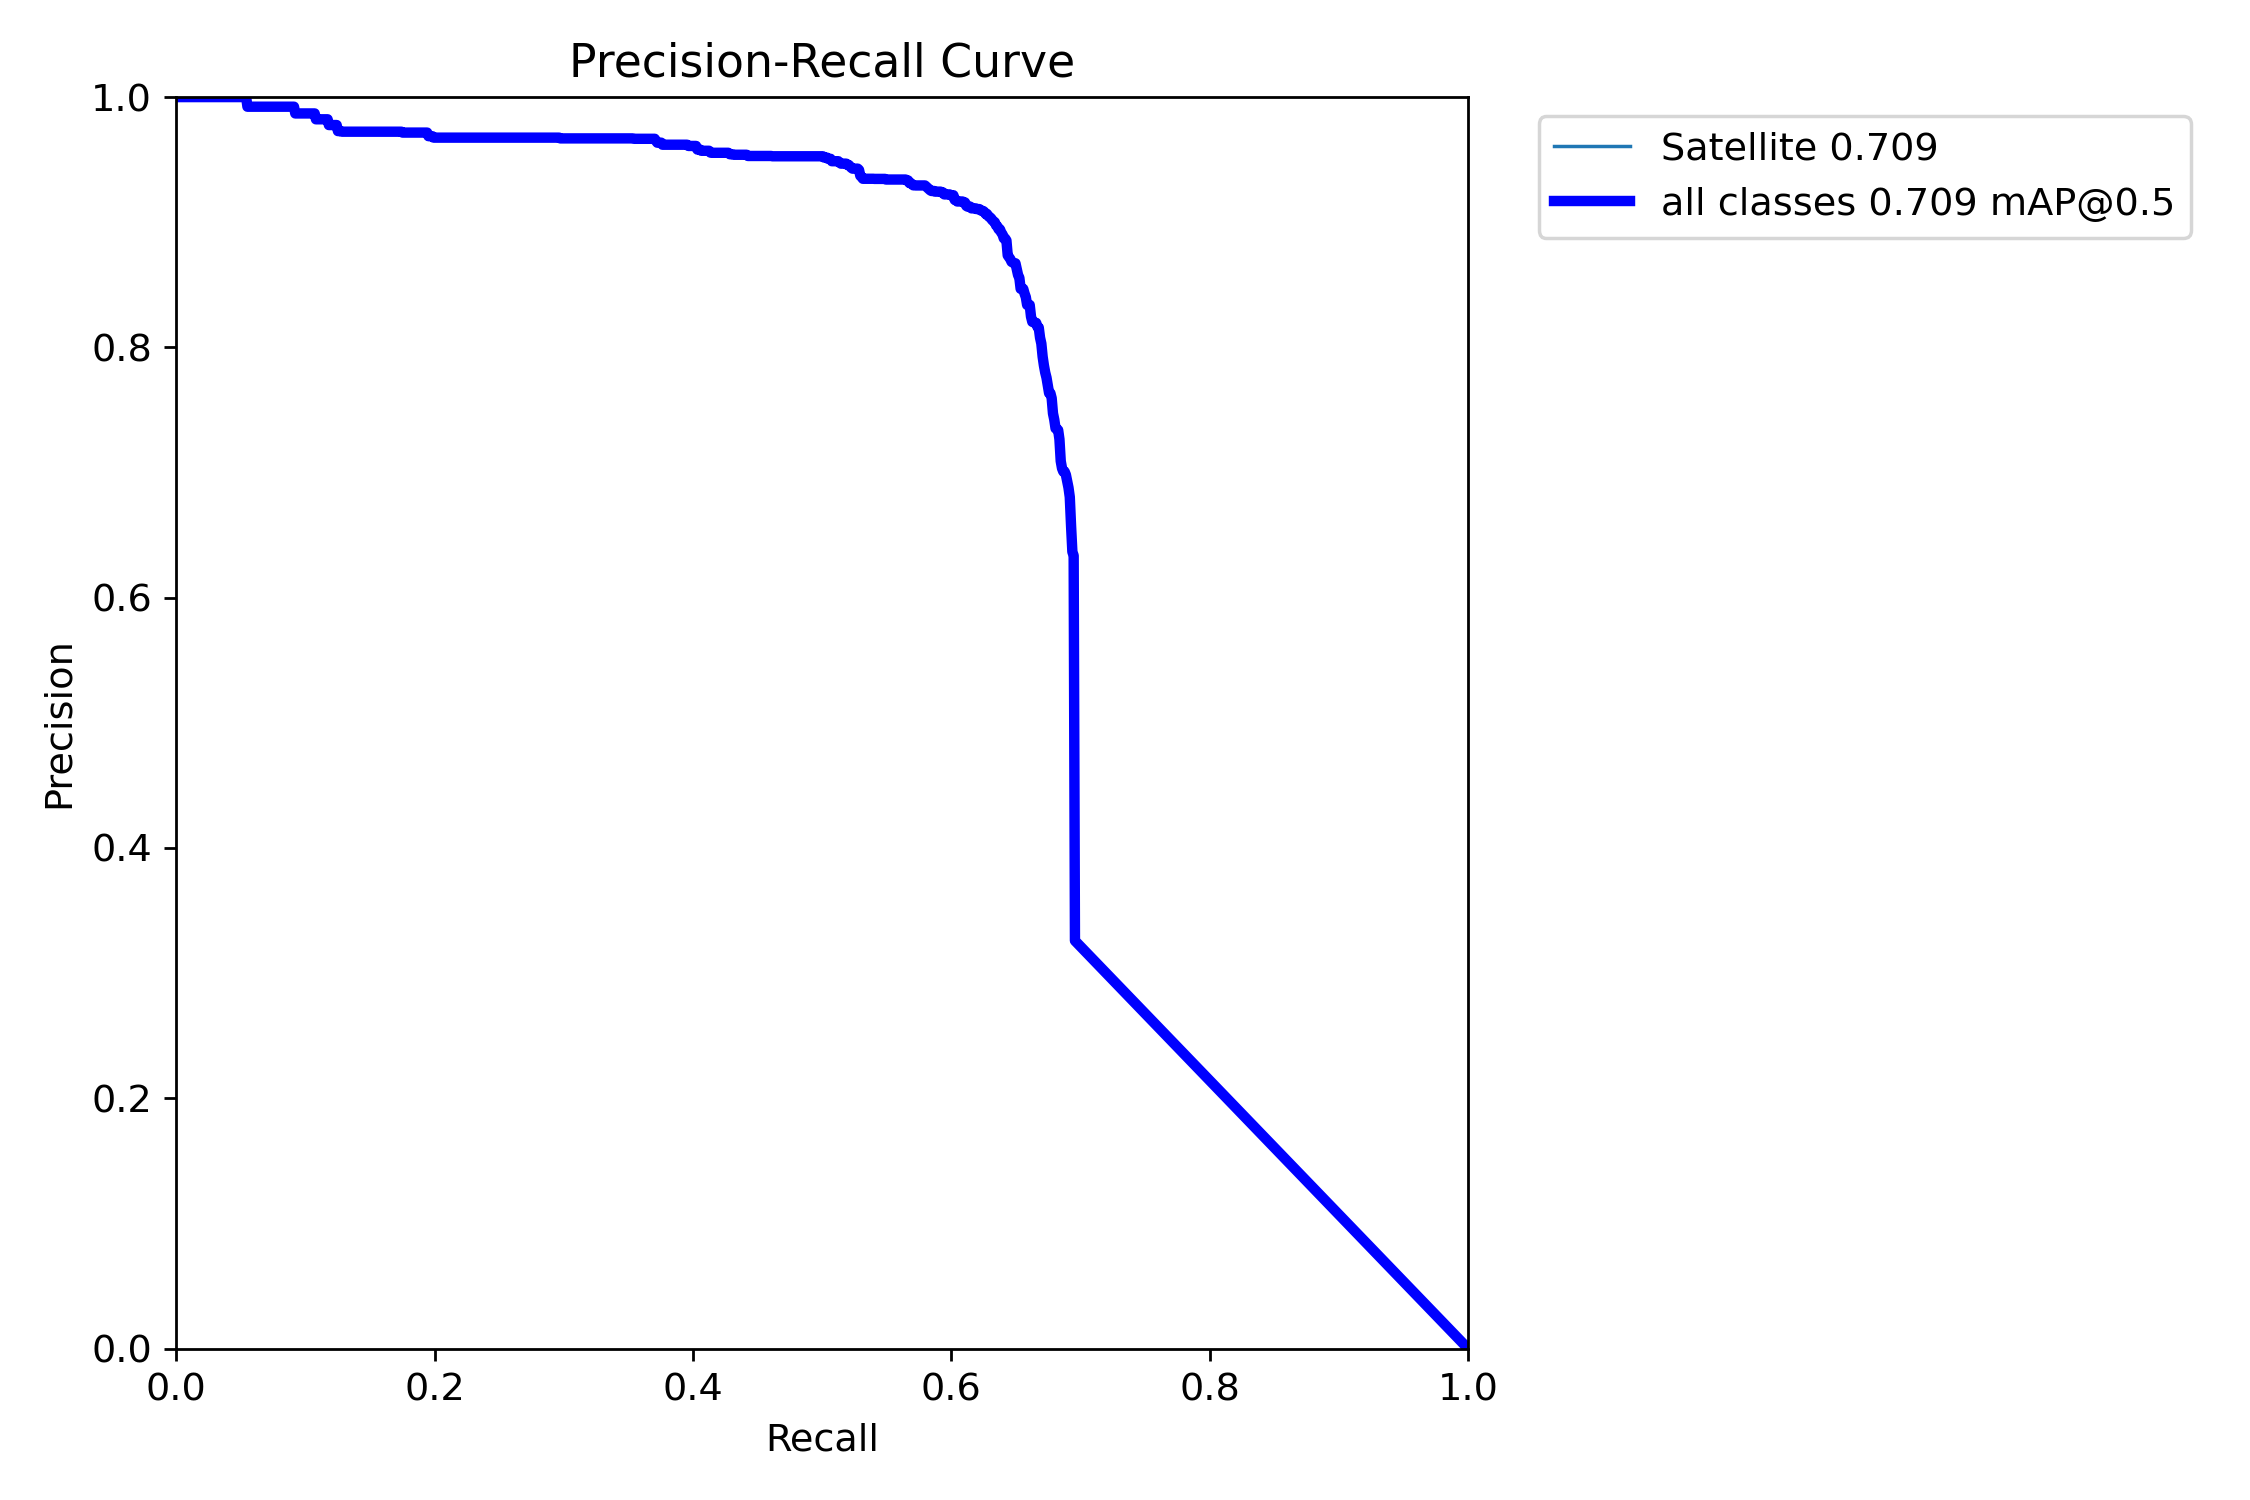 Precision-Recall Curve
1.0
0.8
0.6
0.4
0.2
0.0
Precision
0.0 0.2 0.4 0.6 0.8 1.0
Recall
Satellite 0.709
all classes 0.709 mAP@0.5